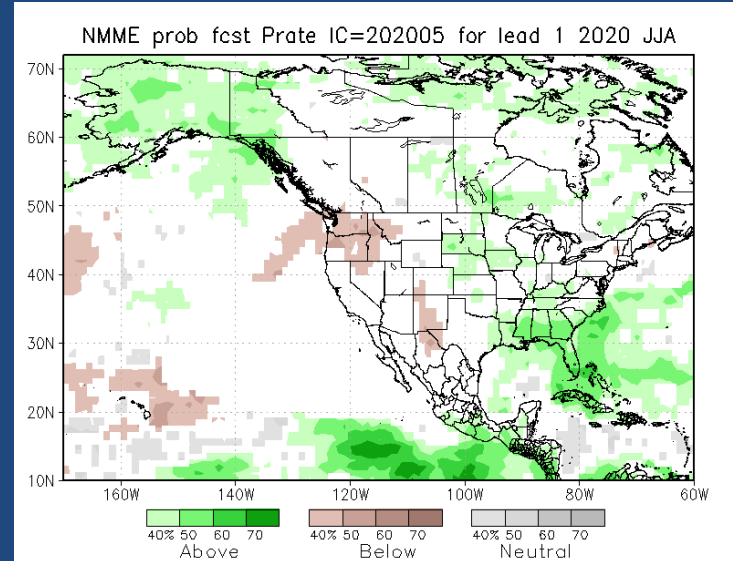 NMME prob fcst Prate IC=202005 for lead 1 2020 JJA
70N
60N
50N
40N
30N
20N
10N
160W 140W 120W 100W 80W 60W
40% 50 60 70 40% 50 60 70 40% 50 60 70
Above Below Neutral